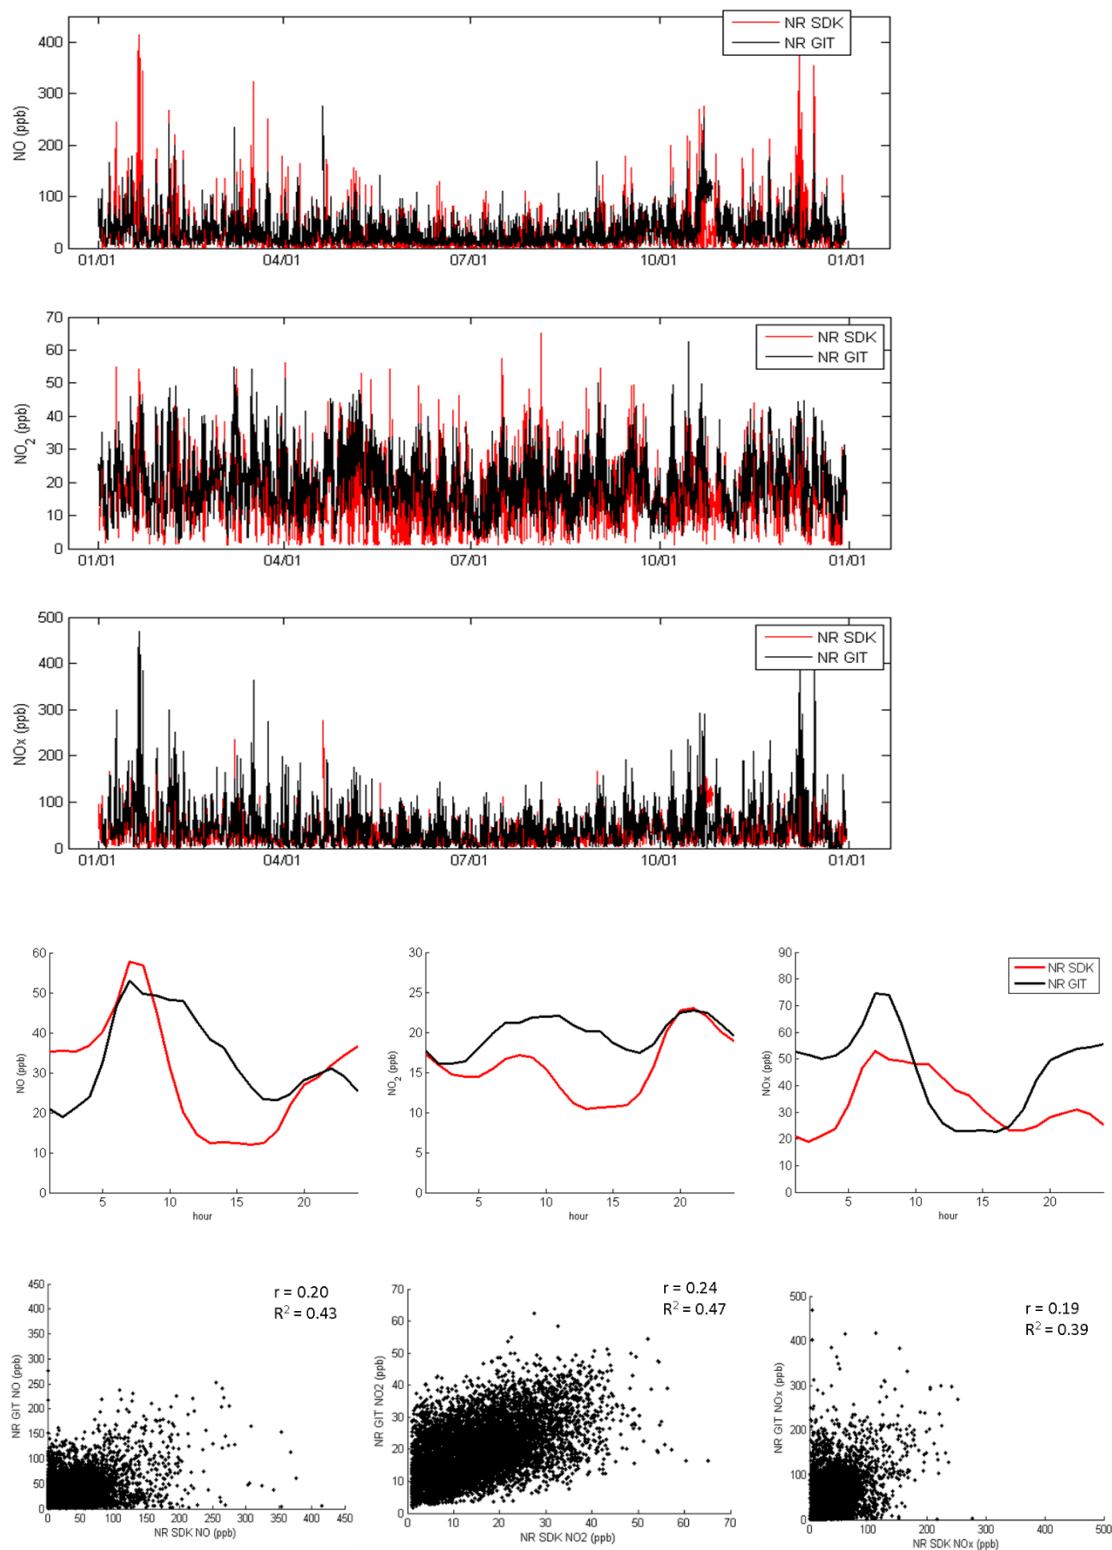 NR SDK
NR GIT
NO (ppb)
400
300
200
100
0
01/01 04/01 07/01 10/01 01/01
NR SDK
NR GIT
NO2 (ppb)
70
60
50
40
30
20
10
0
01/01 04/01 07/01 10/01 01/01
NR SDK
NR GIT
NOx (ppb)
500
400
300
200
100
0
01/01 04/01 07/01 10/01 01/01
NO (ppb)
60
50
40
30
20
10
0
5 10 15 20
hour
NO2 (ppb)
30
25
20
15
10
5
0
5 10 15 20
hour
NR SDK
NR GIT
NOx (ppb)
90
80
70
60
50
40
30
20
10
0
5 10 15 20
hour
r = 0.20
R2 = 0.43
NR GIT NO (ppb)
450
400
350
300
250
200
150
100
50
0
0 50 100 150 200 250 300 350 400 450
NR SDK NO (ppb)
r = 0.24
R2 = 0.47
NR GIT NO2 (ppb)
70
60
50
40
30
20
10
0
0 10 20 30 40 50 60 70
NR SDK NO2 (ppb)
r = 0.19
R2 = 0.39
NR GIT NOx (ppb)
500
400
300
200
100
0
0 100 200 300 400 500
NR SDK NOx (ppb)